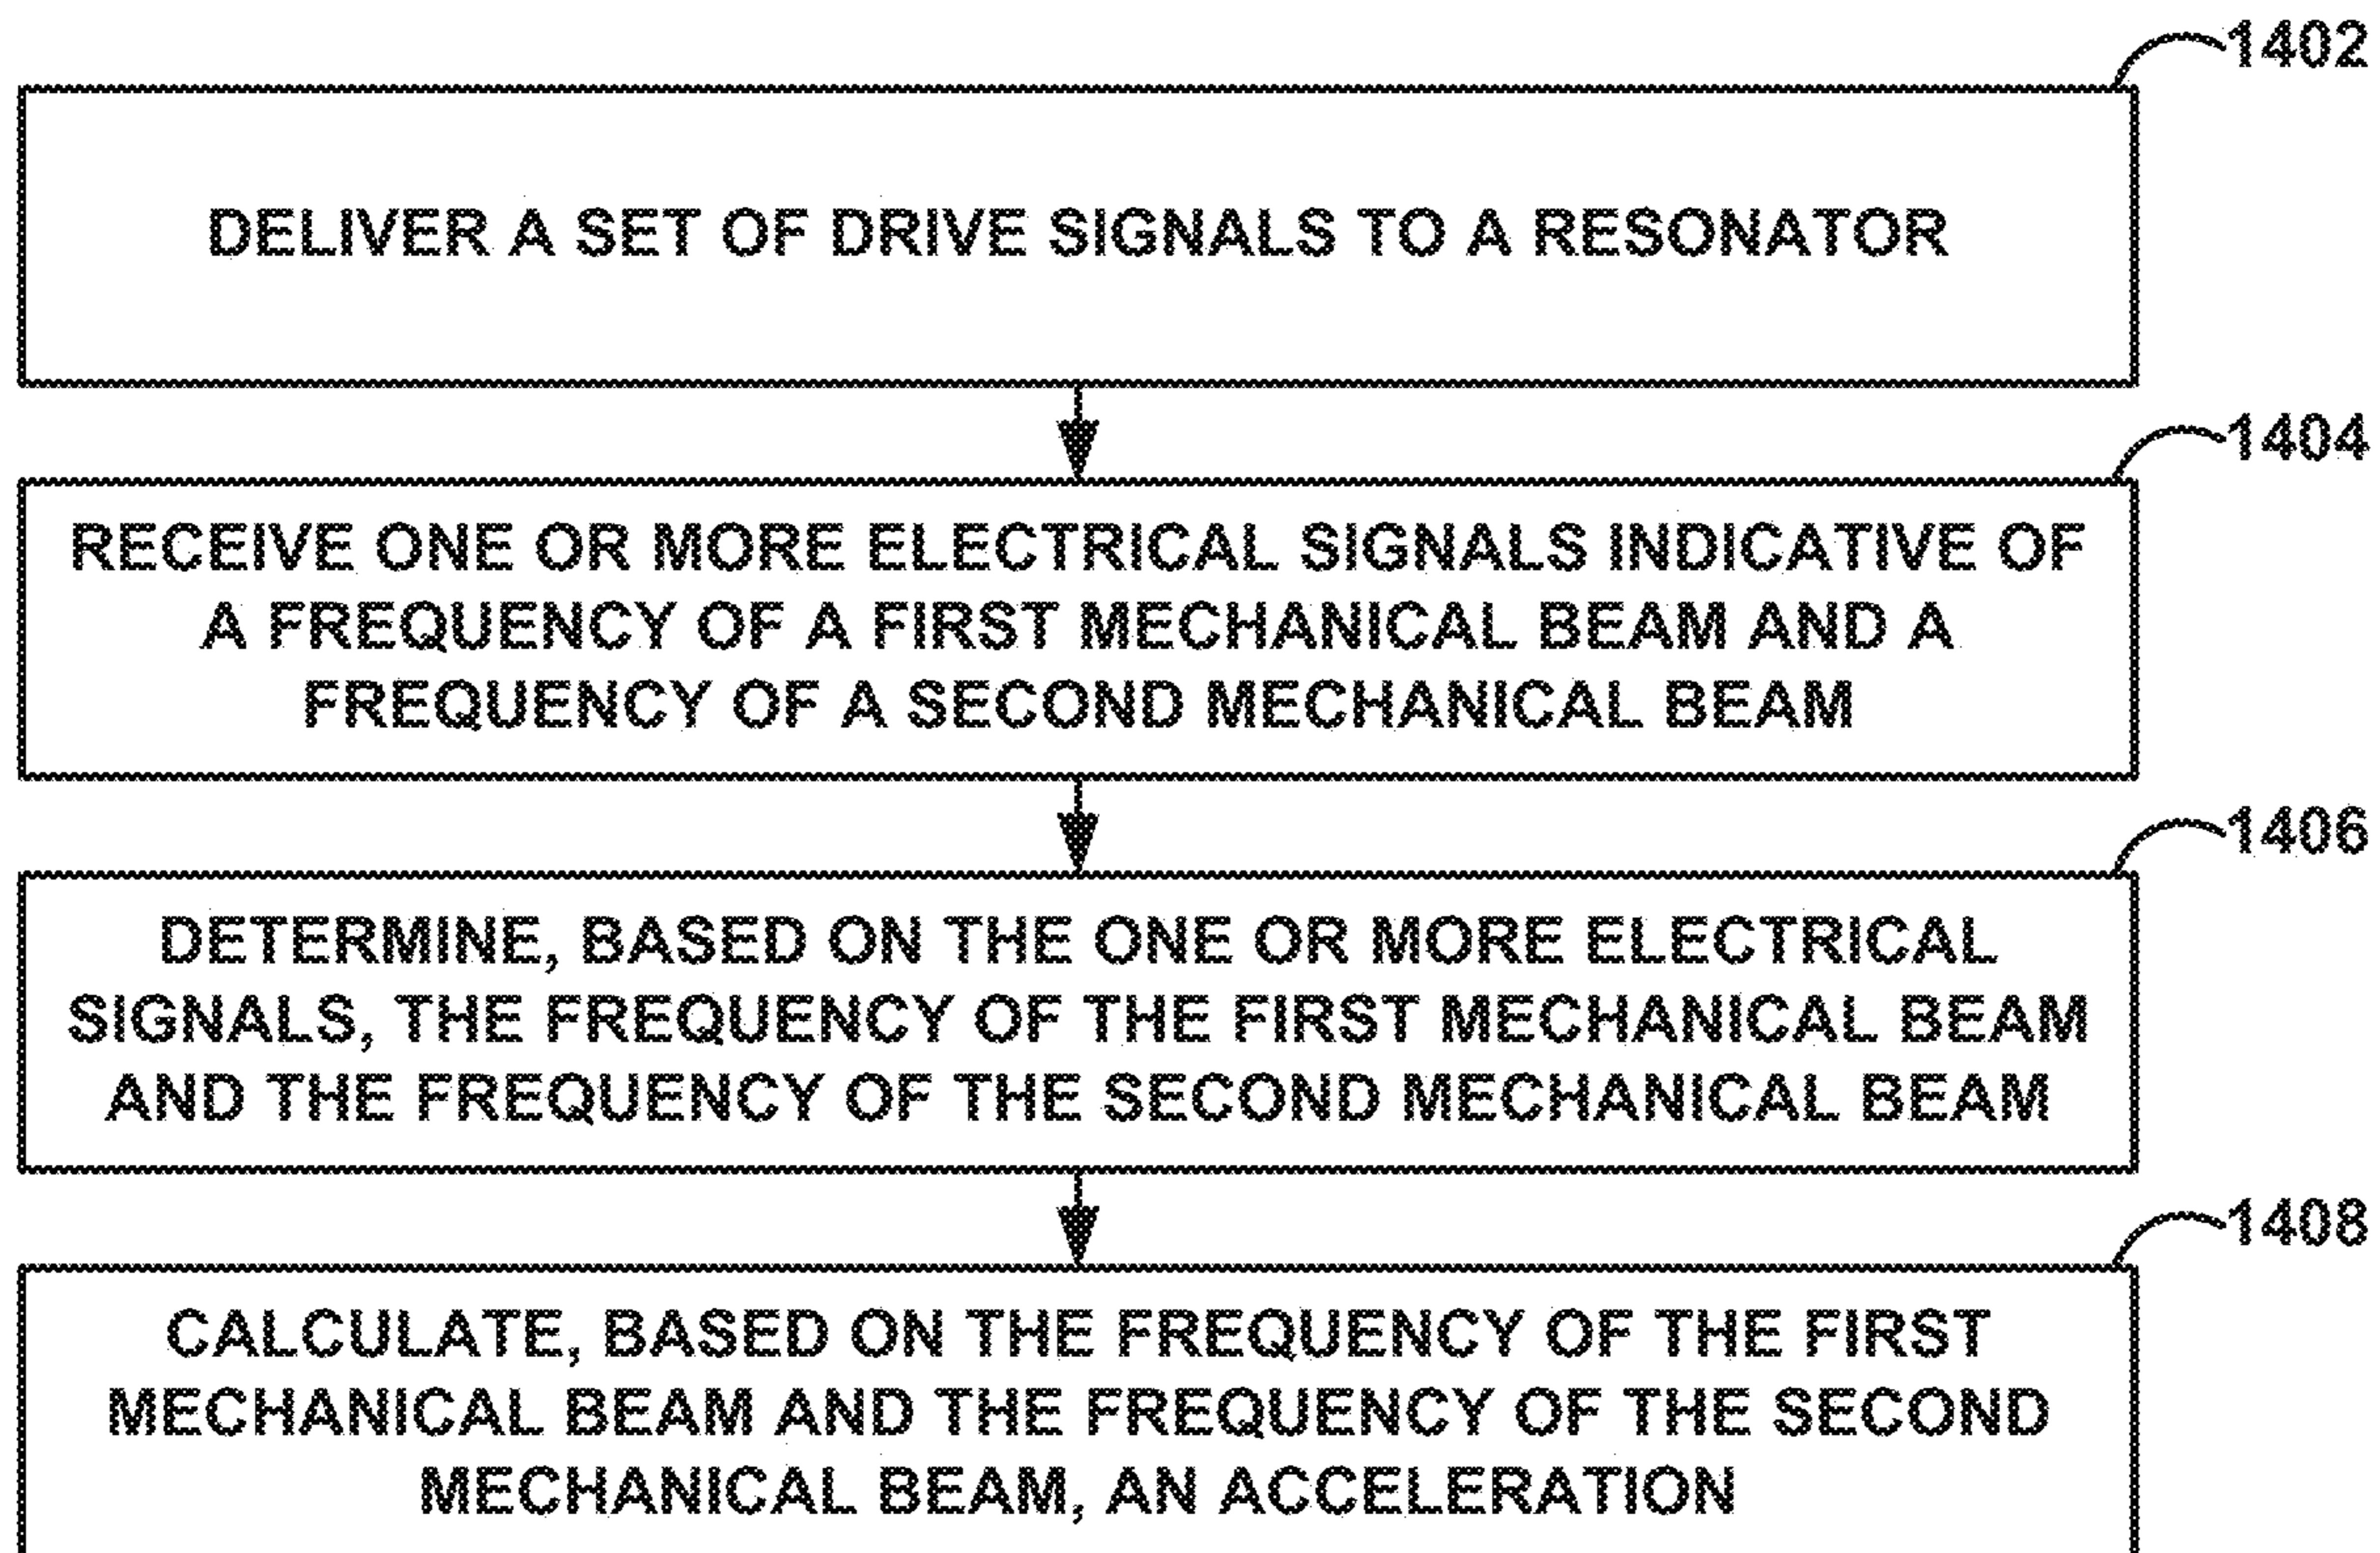 1402
DELIVER A SET OF DRIVE SIGNALS TO A RESONATOR
1404
RECEIVE ONE OR MORE ELECTRICAL SIGNALS INDICATIVE OF
A FREQUENCY OF A FIRST MECHANICAL BEAM AND A
FREQUENCY OF A SECOND MECHANICAL BEAM
1406
DETERMINE, BASED ON THE ONE OR MORE ELECTRICAL
SIGNALS, THE FREQUENCY OF THE FIRST MECHANICAL BEAM
AND THE FREQUENCY OF THE SECOND MECHANICAL BEAM
1408
CALCULATE, BASED ON THE FREQUENCY OF THE FIRST
MECHANICAL BEAM AND THE FREQUENCY OF THE SECOND
MECHANICAL BEAM, AN ACCELERATION